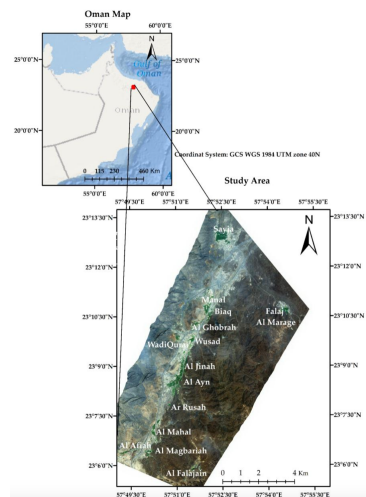 Oman Map
55°0'0"E 60°0'0"E
N
25°0'0"N
25°0'0"N
Gulf of
Oman
Oman
20°0'0"N
20°0'0"N
0 115 230 460 Km
55°0'0"E 60°0'0"E
Coordinat System: GCS WGS 1984 UTM zone 40N
Study Area
57°49'30"E 57°51'0"E 57°52'30"E 57°54'0"E 57°55'30"E
23°13'30"N
23°13'30"N
N
23°12'0"N
23°12'0"N
23°10'30"N
23°10'30"N
23°9'0"N
23°9'0"N
23°7'30"N
23°7'30"N
23°6'0"N
23°6'0"N
Manal
Biaq
Falaj
Al Marage
Al Ghobrah
Wusad
Al Jinah
Al Ayn
Ar Rusah
Al Mahal
Al Magbariah
Al Falajain
0 1 2 4 Km
57°49'30"E 57°51'0"E 57°52'30"E 57°54'0"E 57°55'30"E